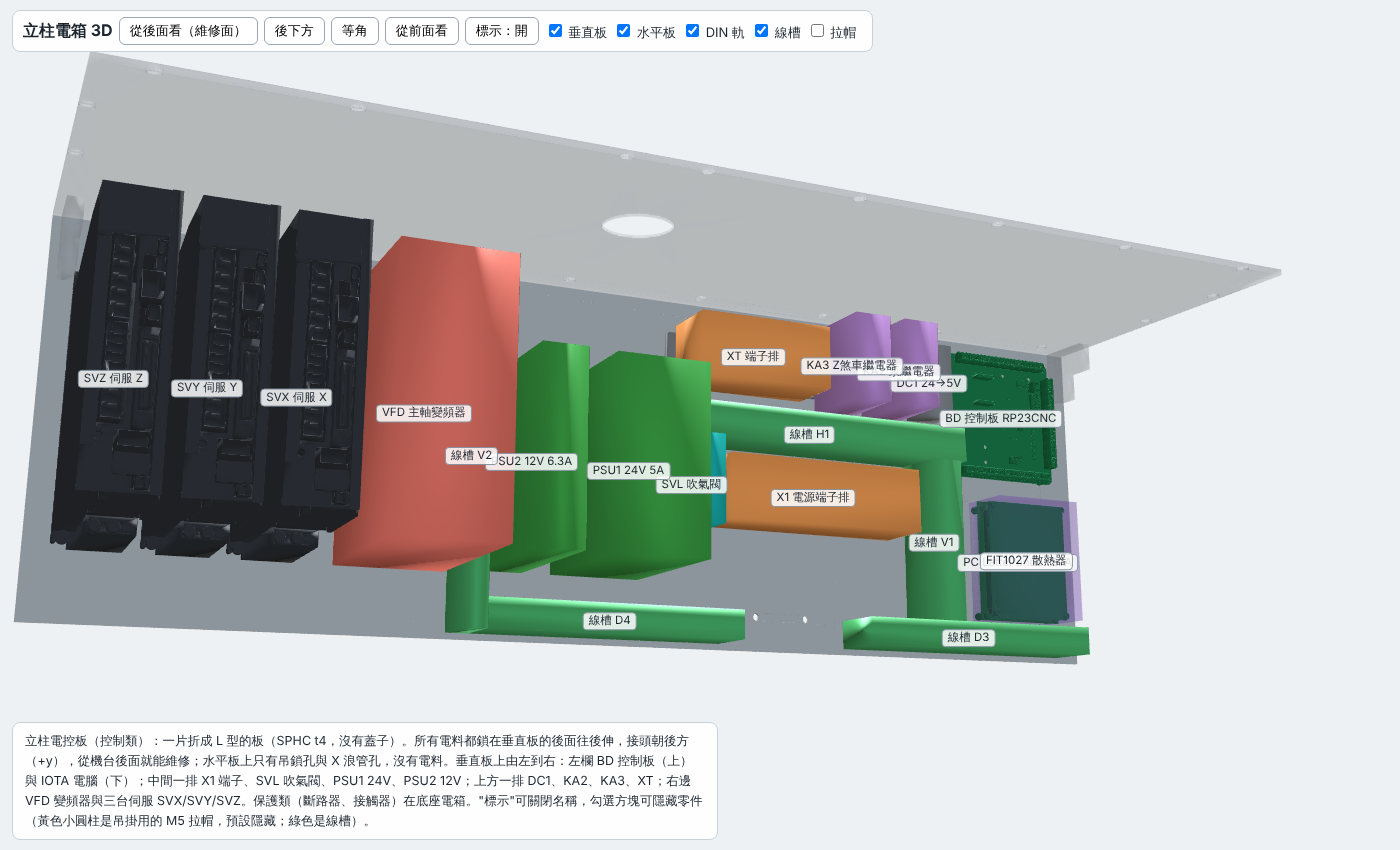 立柱電箱 3D
從後面看（維修面）
後下方
等角
從前面看
標示：開
垂直板
水平板
DIN 軌
線槽
拉帽
XT 端子排
KA3 Z煞車繼電器
繼電器
DC1 24→5V
SVZ 伺服 Z
SVY 伺服 Y
SVX 伺服 X
VFD 主軸變頻器
BD 控制板 RP23CNC
線槽 H1
線槽 V2
PSU2 12V 6.3A
PSU1 24V 5A
SVL 吹氣閥
X1 電源端子排
線槽 V1
PC
FIT1027 散熱器
線槽 D4
線槽 D3
立柱電控板（控制類）：一片折成 L 型的板（SPHC t4，沒有蓋子）。所有電料都鎖在垂直板的後面往後伸，接頭朝後方
（+y），從機台後面就能維修；水平板上只有吊鎖孔與 X 浪管孔，沒有電料。垂直板上由左到右：左欄 BD 控制板（上）
與 IOTA 電腦（下）；中間一排 X1 端子、SVL 吹氣閥、PSU1 24V、PSU2 12V；上方一排 DC1、KA2、KA3、XT；右邊
VFD 變頻器與三台伺服 SVX/SVY/SVZ。保護類（斷路器、接觸器）在底座電箱。"標示"可關閉名稱，勾選方塊可隱藏零件
（黃色小圓柱是吊掛用的 M5 拉帽，預設隱藏；綠色是線槽）。